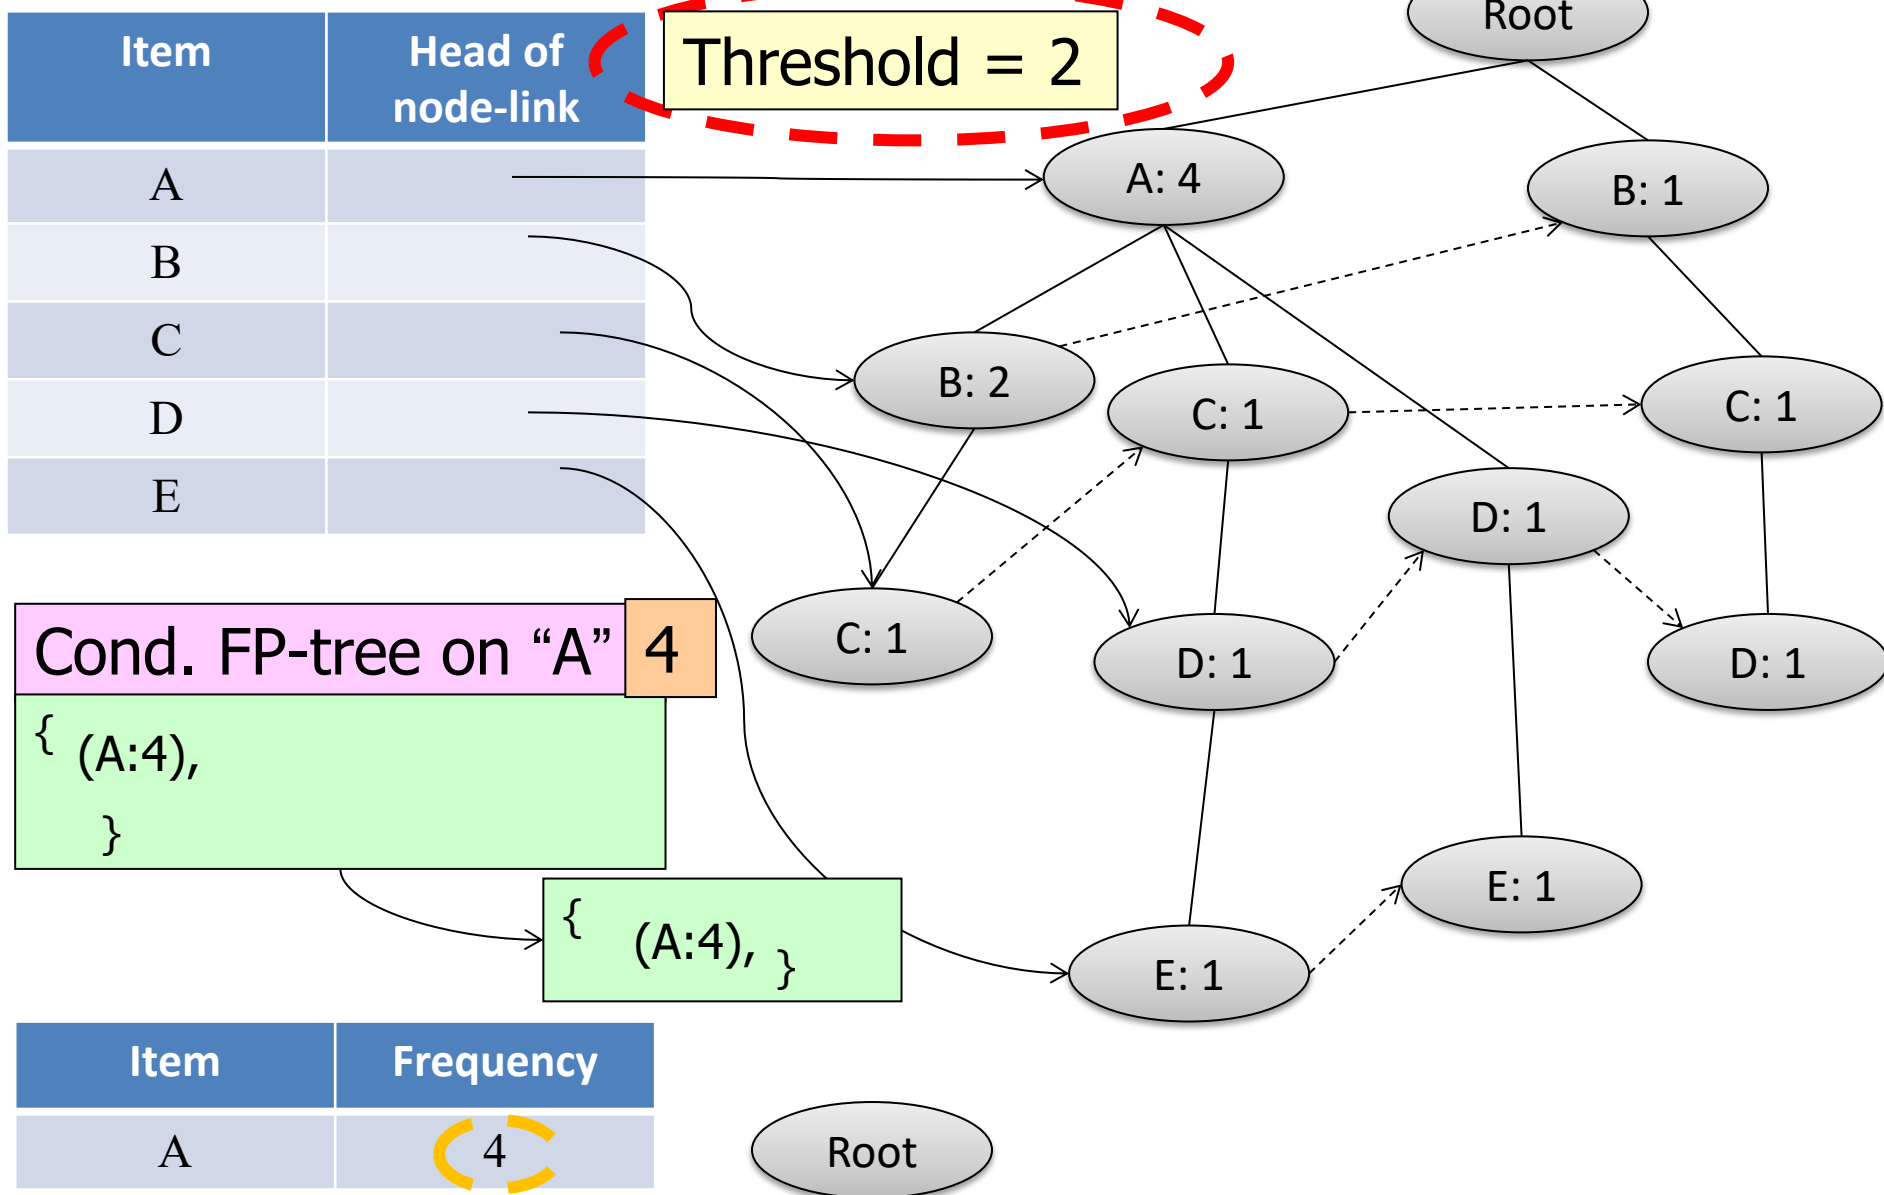 Item
Head of
node-link
A
B
C
D
E
Threshold = 2
Root
A: 4
B: 1
B: 2
C: 1
C: 1
D: 1
C: 1
D: 1
D: 1
E: 1
E: 1
Cond. FP-tree on “A” 4
{ (A:4),
}
{ (A:4), }
Item Frequency
A 4
Root